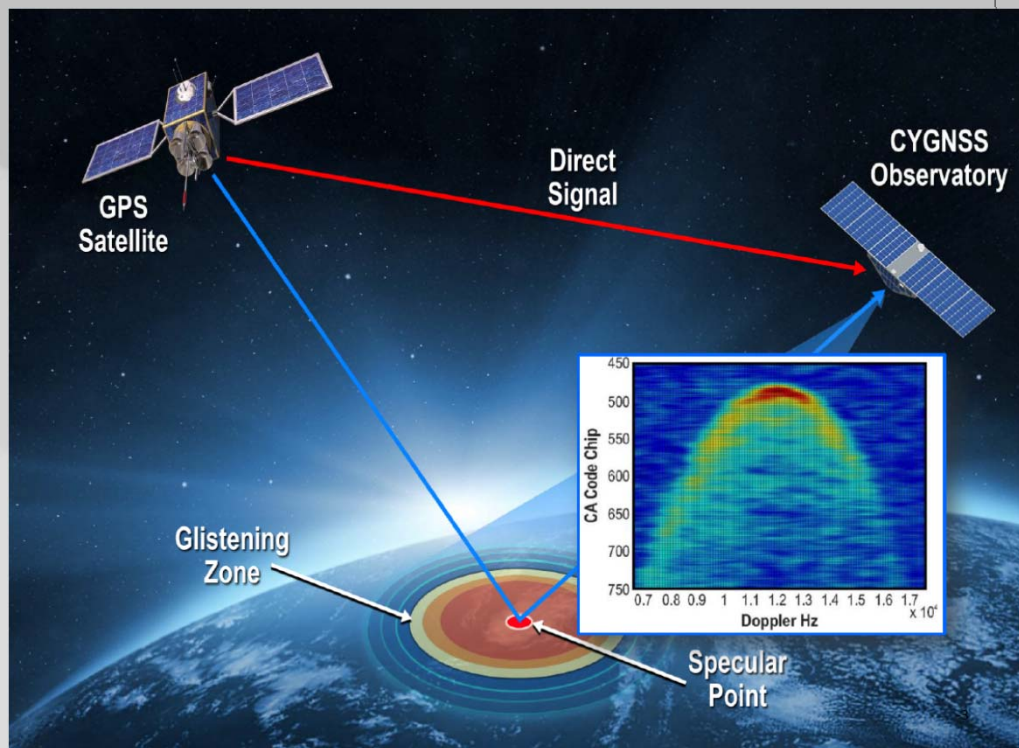 GPS
Satellite
Direct
Signal
CYGNSS
Observatory
Glistening
Zone
Specular
Point
450
500
550
600
650
700
750
CA Code Chip
0.7 0.8 0.9 1 1.1 1.2 1.3 1.4 1.5 1.6 1.7
x 10⁴
Doppler Hz